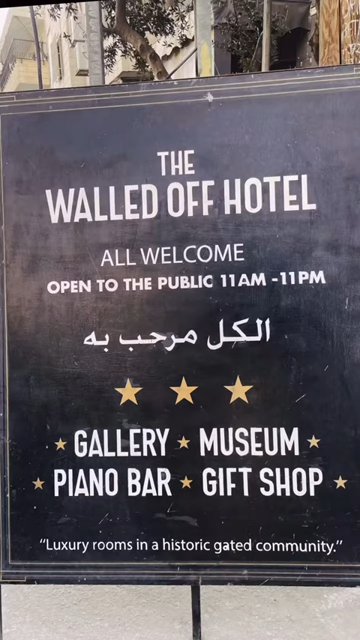 THE
WALLED OFF HOTEL
ALL WELCOME
OPEN TO THE PUBLIC 11AM -11PM
الكل مرحب به
GALLERY MUSEUM
PIANO BAR GIFT SHOP
“Luxury rooms in a historic gated community.”